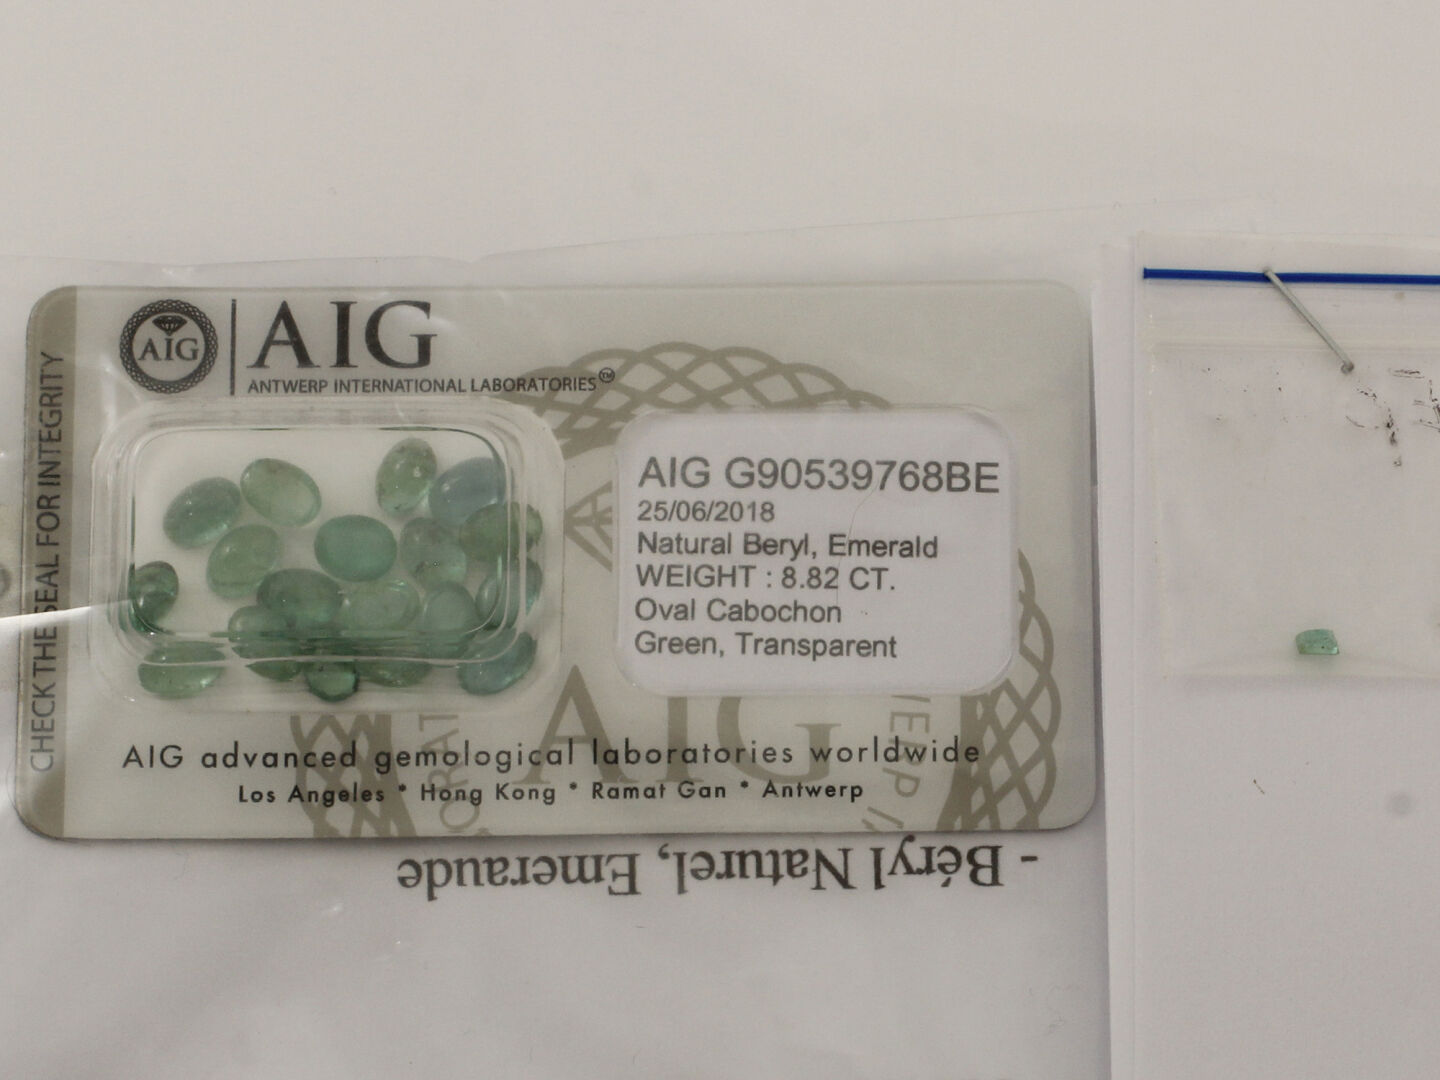 AIG
AIG
ANTWERP INTERNATIONAL LABORATORIES™
CHECK THE SEAL FOR INTEGRITY
AIG G90539768BE
25/06/2018
Natural Beryl, Emerald
WEIGHT : 8.82 CT.
Oval Cabochon
Green, Transparent
AIG
AIG advanced gemological laboratories worldwide
Los Angeles * Hong Kong * Ramat Gan * Antwerp
- Béryl Naturel, Emeraude